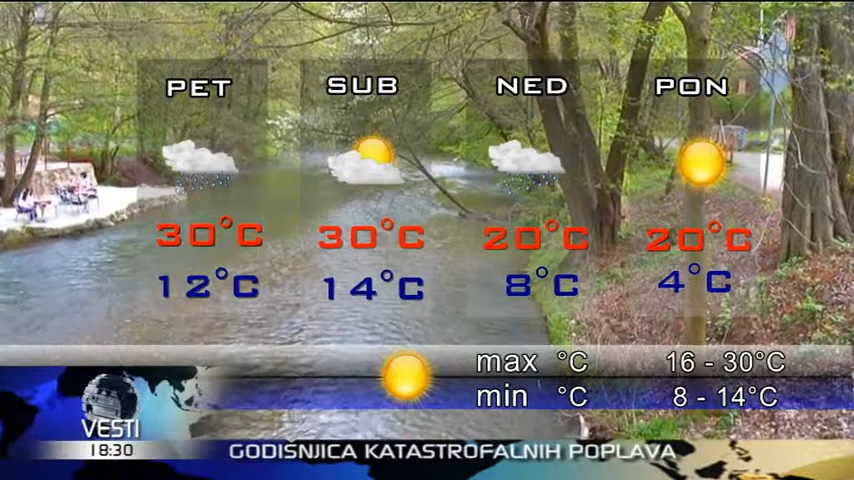 PET SUB NED PON
30°C 30°C 20°C 20°C
12°C 14°C 8°C 4°C
max °C 16 - 30°C
min °C 8 - 14°C
VESTI
18:30 GODISNJICA KATASTROFALNIH POPLAVA